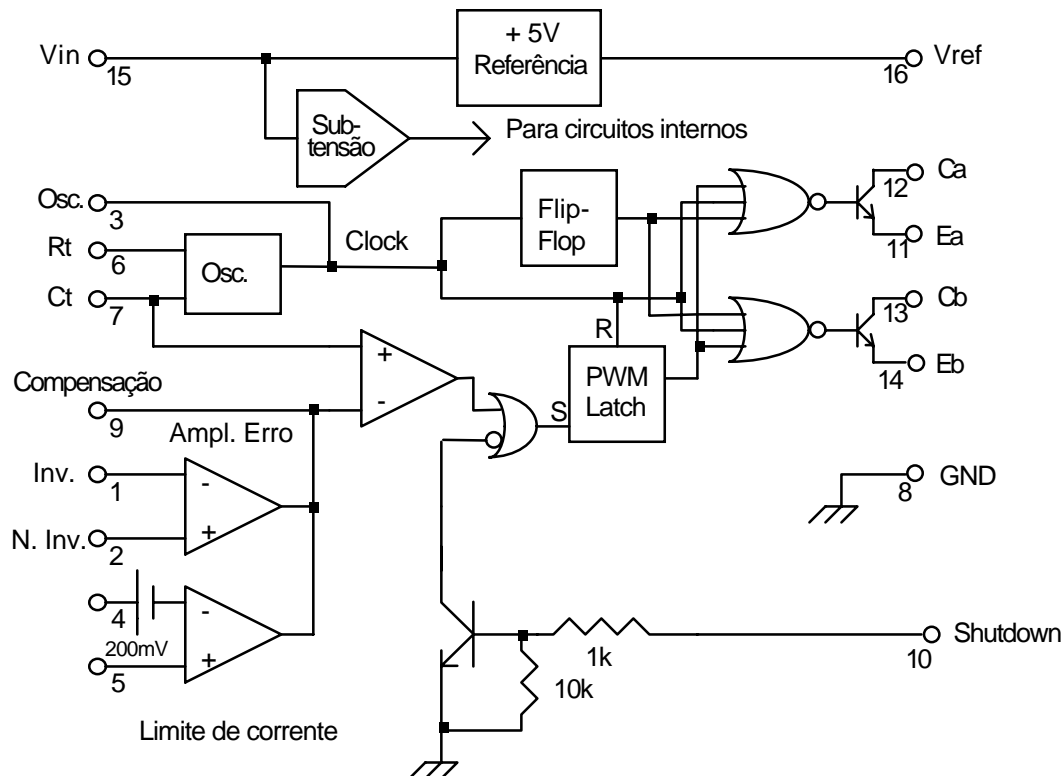 Vin
15
+ 5V
Referência
16
Vref
Sub-
tensão
Para circuitos internos
Osc.
3
Rt
6
Ct
7
Osc.
Clock
Flip-
Flop
Ca
12
11
Ea
Cb
13
14
Eb
R
PWM
Latch
S
+
-
Compensação
9
Ampl. Erro
Inv.
1
-
+
N. Inv.
2
GND
8
4
200mV
-
+
5
Shutdown
10
1k
10k
Limite de corrente